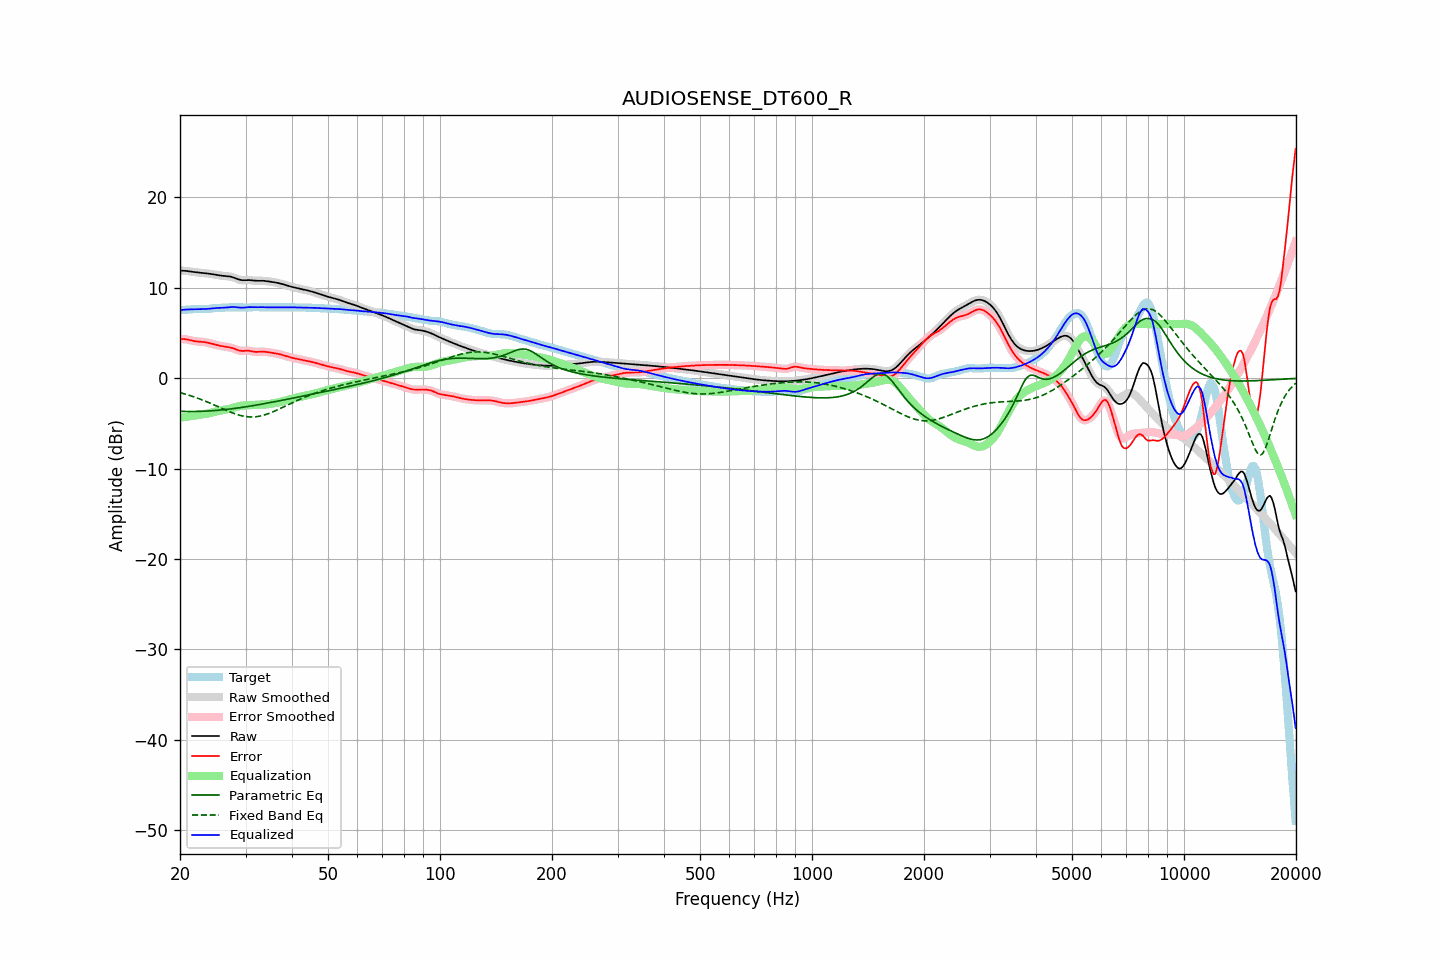 AUDIOSENSE_DT600_R
Amplitude (dBr)
20
10
0
−10
−20
−30
−40
−50
Target
Raw Smoothed
Error Smoothed
Raw
Error
Equalization
Parametric Eq
Fixed Band Eq
Equalized
20 50 100 200 500 1000 2000 5000 10000 20000
Frequency (Hz)